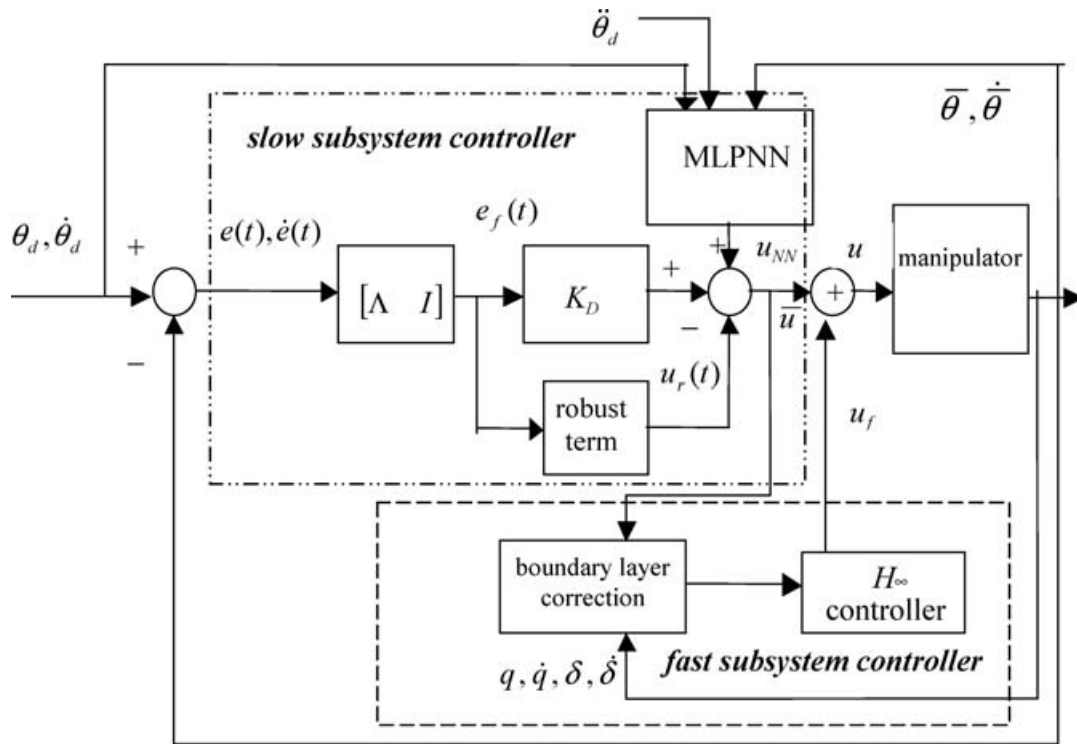 θ̈_d
θ̄, θ̄̇
slow subsystem controller
MLPNN
θ_d, θ̇_d
+
e(t), ė(t)
e_f(t)
+
u_NN
u
manipulator
[Λ I]
K_D
+
−
ū
+
−
u_r(t)
robust
term
u_f
boundary layer
correction
H∞
controller
q, q̇, δ, δ̇
fast subsystem controller